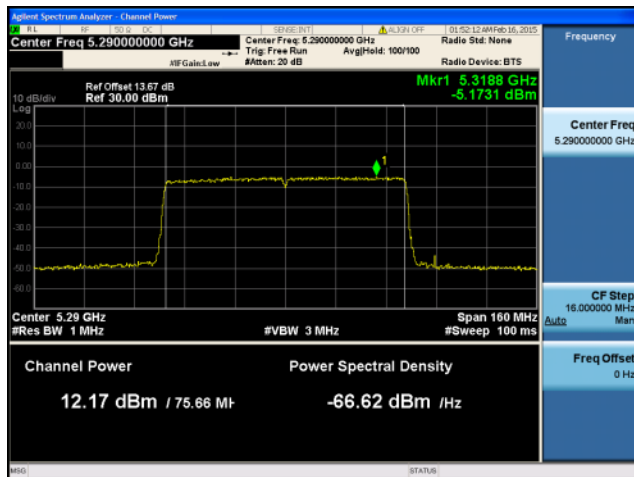 Agilent Spectrum Analyzer - Channel Power
RL RF 50 Ω DC SENSE:INT ALIGN OFF 01:52:12 AM Feb 16, 2015
Center Freq 5.290000000 GHz
Center Freq: 5.290000000 GHz
Radio Std: None
Trig: Free Run Avg|Hold: 100/100
#IFGain:Low #Atten: 20 dB Radio Device: BTS
Ref Offset 13.67 dB
Ref 30.00 dBm
10 dB/div
Log
Mkr1 5.3188 GHz
-5.1731 dBm
20.0
10.0
0.00
-10.0
-20.0
-30.0
-40.0
-50.0
-60.0
1
Center 5.29 GHz Span 160 MHz
#Res BW 1 MHz #VBW 3 MHz #Sweep 100 ms
Channel Power Power Spectral Density
12.17 dBm / 75.66 MH -66.62 dBm /Hz
MSG STATUS
Frequency
Center Freq
5.290000000 GHz
CF Step
16.000000 MHz
Auto Man
Freq Offset
0 Hz